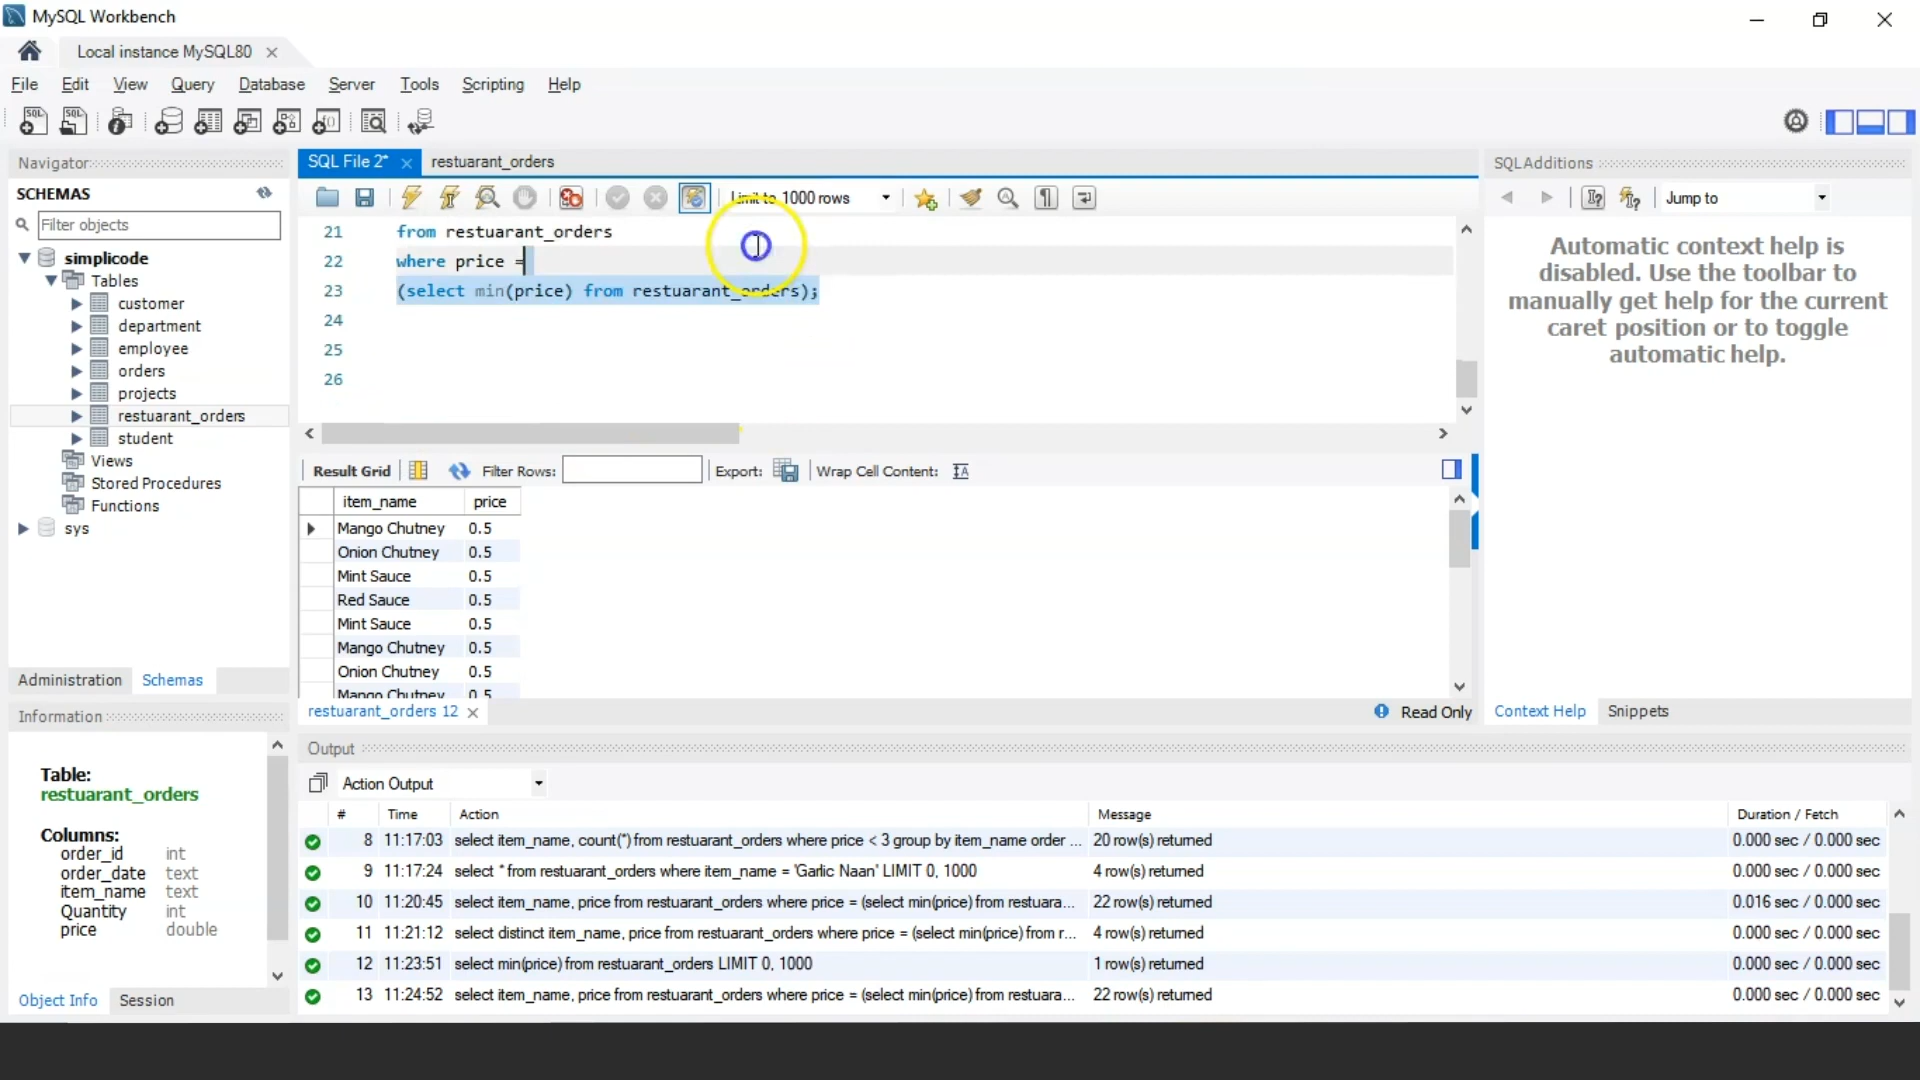 MySQL Workbench
Local instance MySQL80
File Edit View Query Database Server Tools Scripting Help
Navigator
SCHEMAS
Filter objects
simplicode
Tables
customer
department
employee
orders
projects
restuarant_orders
student
Views
Stored Procedures
Functions
sys
Administration Schemas
Information
Table:
restuarant_orders
Columns:
order_id int
order_date text
item_name text
Quantity int
price double
Object Info Session
SQL File 2* restuarant_orders
Limit to 1000 rows
21 from restuarant_orders
22 where price =
23 (select min(price) from restuarant_orders);
24
25
26
Result Grid Filter Rows: Export: Wrap Cell Content:
item_name price
Mango Chutney 0.5
Onion Chutney 0.5
Mint Sauce 0.5
Red Sauce 0.5
Mint Sauce 0.5
Mango Chutney 0.5
Onion Chutney 0.5
Mango Chutney 0.5
restuarant_orders 12
Read Only
SQLAdditions
Jump to
Automatic context help is
disabled. Use the toolbar to
manually get help for the current
caret position or to toggle
automatic help.
Context Help Snippets
Output
Action Output
# Time Action Message Duration / Fetch
8 11:17:03 select item_name, count(*) from restuarant_orders where price < 3 group by item_name order ... 20 row(s) returned 0.000 sec / 0.000 sec
9 11:17:24 select * from restuarant_orders where item_name = 'Garlic Naan' LIMIT 0, 1000 4 row(s) returned 0.000 sec / 0.000 sec
10 11:20:45 select item_name, price from restuarant_orders where price = (select min(price) from restuara... 22 row(s) returned 0.016 sec / 0.000 sec
11 11:21:12 select distinct item_name, price from restuarant_orders where price = (select min(price) from r... 4 row(s) returned 0.000 sec / 0.000 sec
12 11:23:51 select min(price) from restuarant_orders LIMIT 0, 1000 1 row(s) returned 0.000 sec / 0.000 sec
13 11:24:52 select item_name, price from restuarant_orders where price = (select min(price) from restuara... 22 row(s) returned 0.000 sec / 0.000 sec